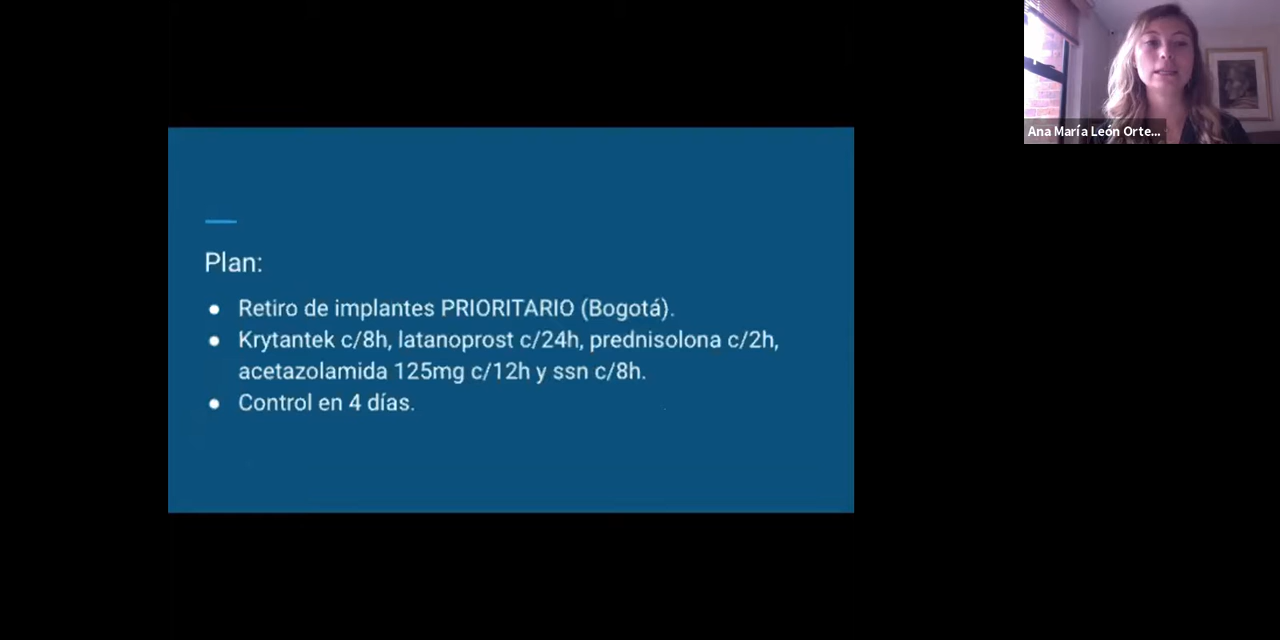 Ana María León Orte...
Plan:
● Retiro de implantes PRIORITARIO (Bogotá).
● Krytantek c/8h, latanoprost c/24h, prednisolona c/2h,
acetazolamida 125mg c/12h y ssn c/8h.
● Control en 4 días.